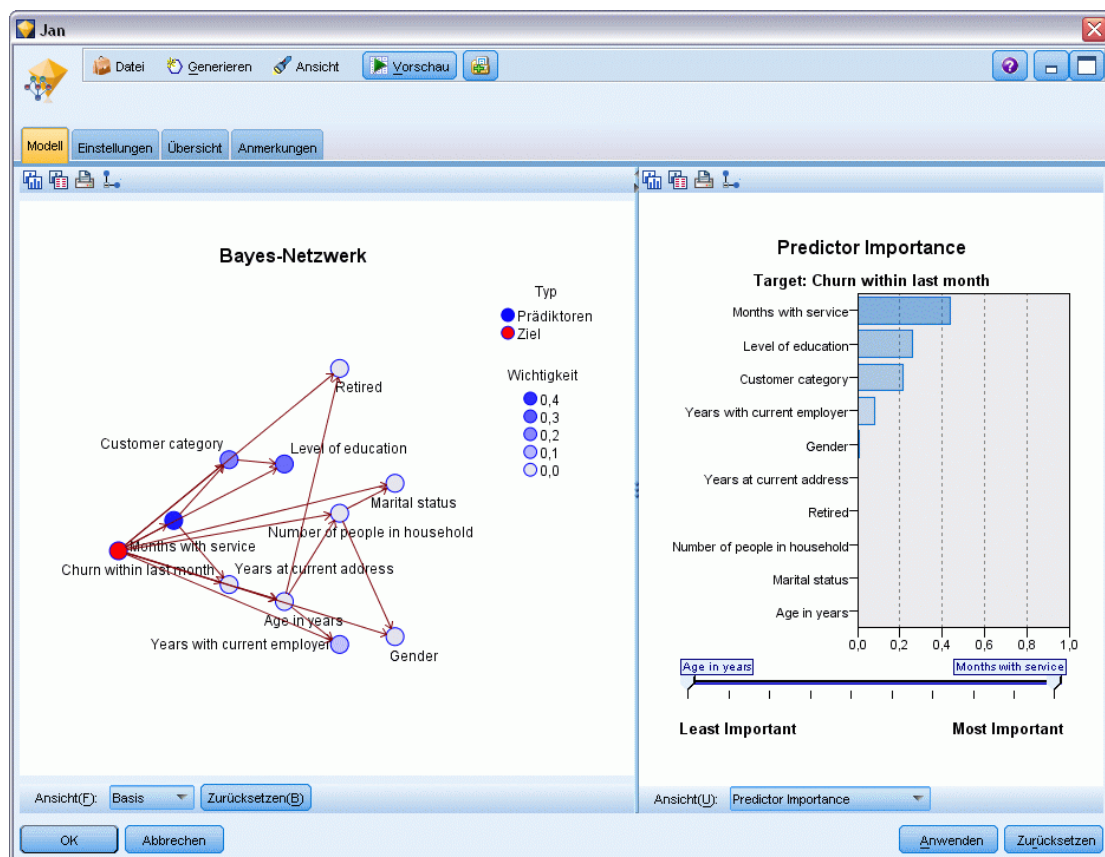 Jan
Datei Generieren Ansicht Vorschau
Modell Einstellungen Übersicht Anmerkungen
Bayes-Netzwerk
Typ
Prädiktoren
Ziel
Wichtigkeit
0,4
0,3
0,2
0,1
0,0
Retired
Customer category
Level of education
Marital status
Number of people in household
Months with service
Churn within last month
Years at current address
Age in years
Years with current employer
Gender
Ansicht(F): Basis Zurücksetzen(B)
Predictor Importance
Target: Churn within last month
Months with service
Level of education
Customer category
Years with current employer
Gender
Years at current address
Retired
Number of people in household
Marital status
Age in years
0,0 0,2 0,4 0,6 0,8 1,0
Age in years Months with service
Least Important Most Important
Ansicht(U): Predictor Importance
OK Abbrechen Anwenden Zurücksetzen